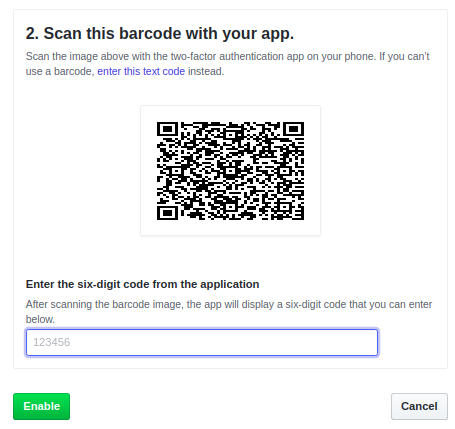 2. Scan this barcode with your app.
Scan the image above with the two-factor authentication app on your phone. If you can't
use a barcode, enter this text code instead.
Enter the six-digit code from the application
After scanning the barcode image, the app will display a six-digit code that you can enter
below.
123456
Enable
Cancel